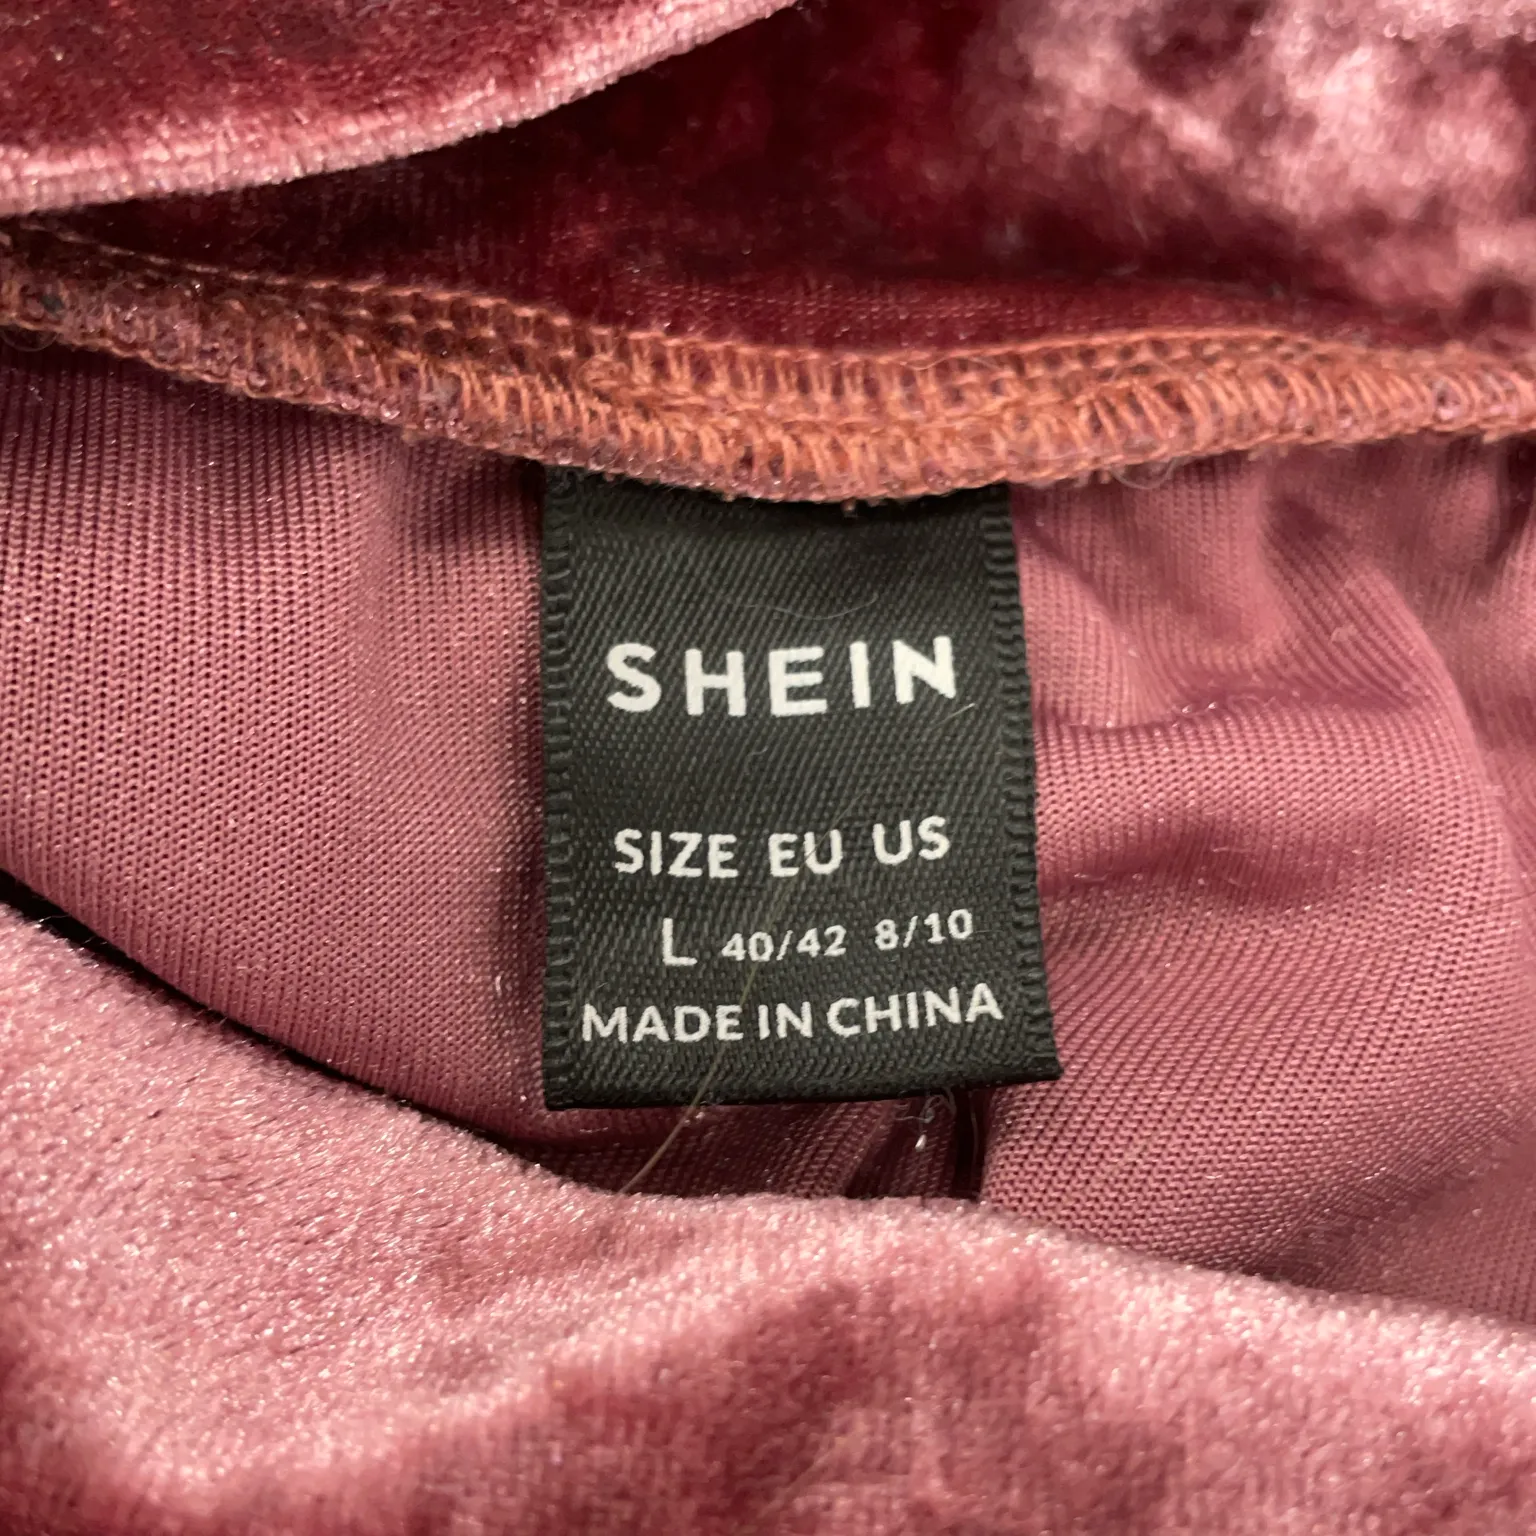 SHEIN
SIZE EU US
L 40/42 8/10
MADE IN CHINA